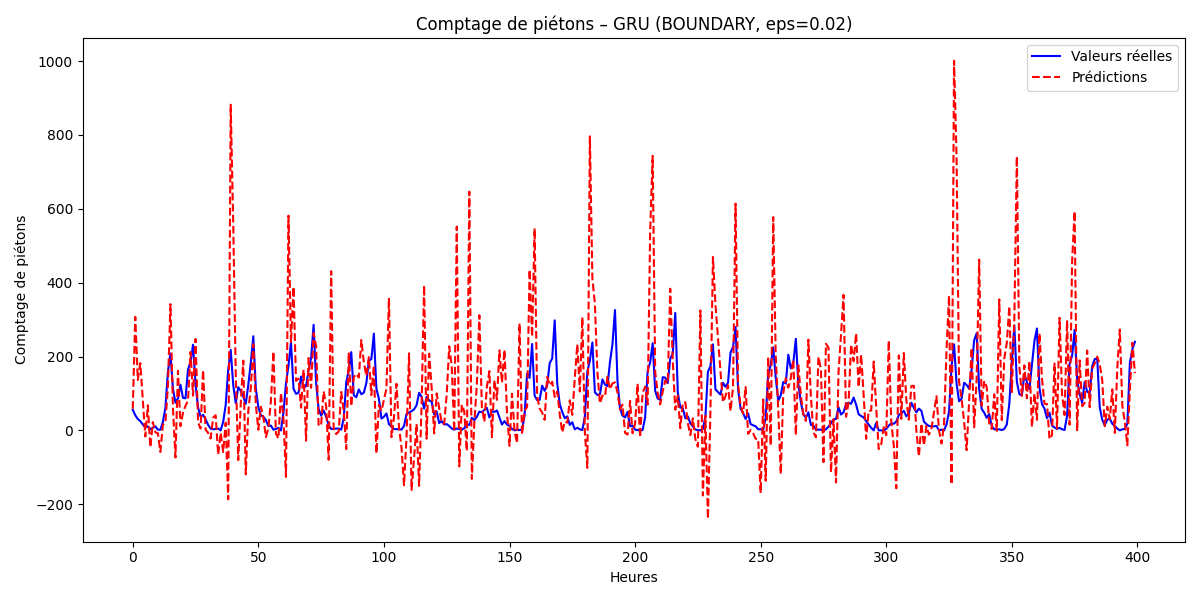 Comptage de piétons – GRU (BOUNDARY, eps=0.02)
Valeurs réelles
Prédictions
1000
800
600
400
200
0
−200
Comptage de piétons
0 50 100 150 200 250 300 350 400
Heures